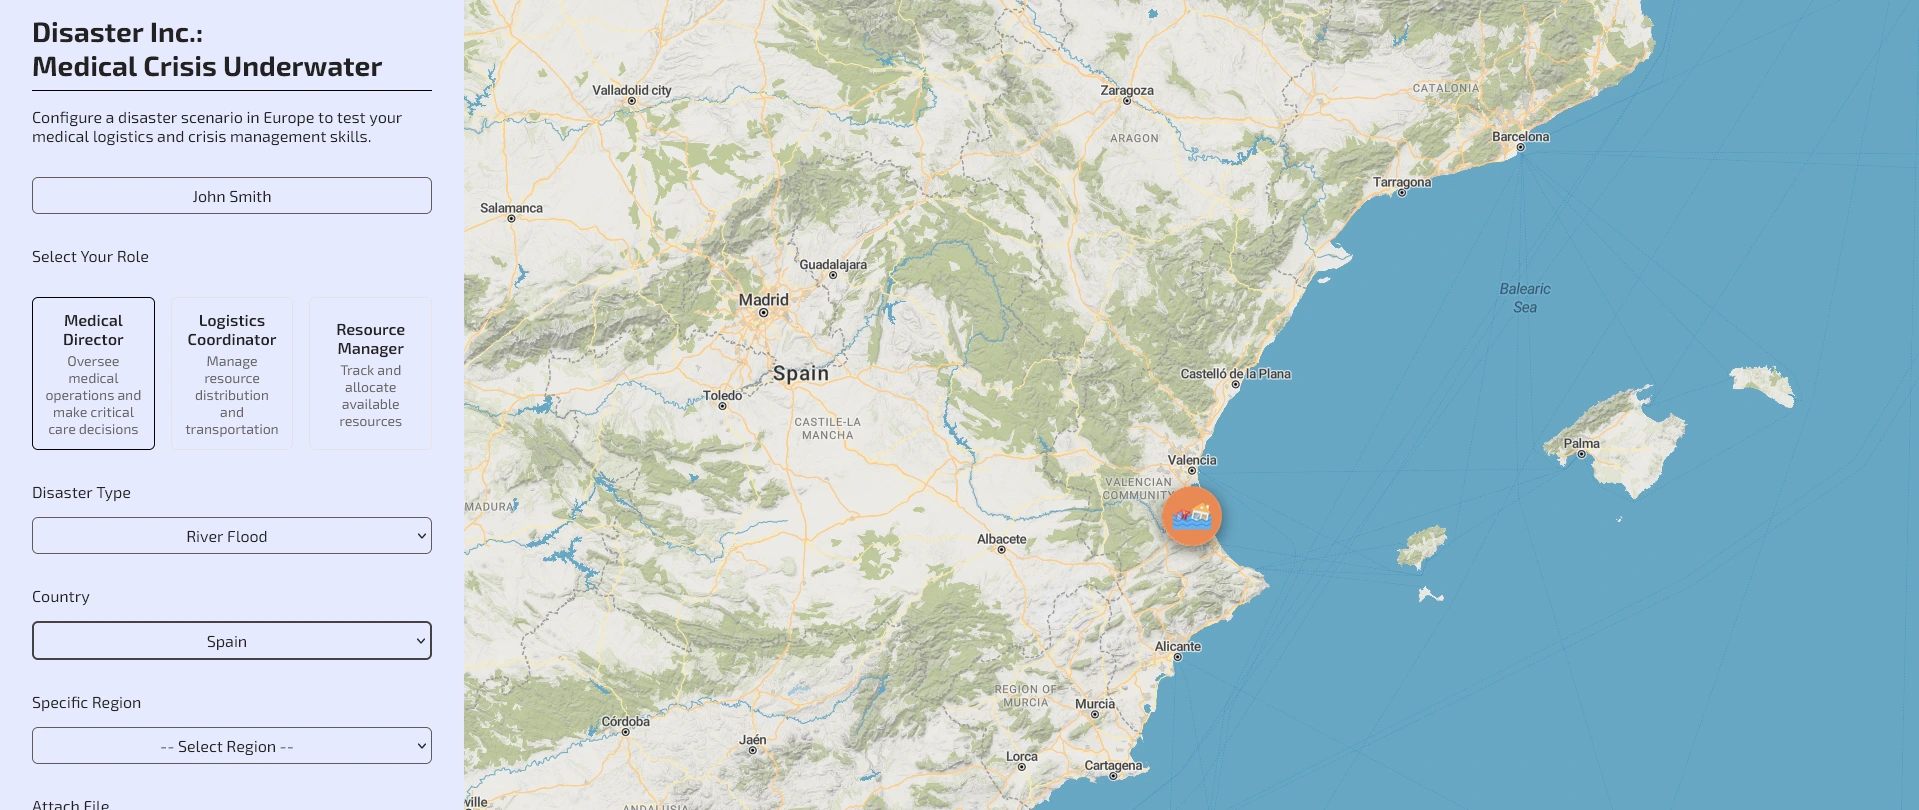 Disaster Inc.:
Medical Crisis Underwater
Configure a disaster scenario in Europe to test your
medical logistics and crisis management skills.
John Smith
Select Your Role
Medical
Director
Oversee
medical
operations and
make critical
care decisions
Logistics
Coordinator
Manage
resource
distribution
and
transportation
Resource
Manager
Track and
allocate
available
resources
Disaster Type
River Flood
Country
Spain
Specific Region
-- Select Region --
Attach File
Valladolid city
Zaragoza
CATALONIA
Barcelona
ARAGON
Tarragona
Salamanca
Guadalajara
Madrid
Balearic
Sea
Spain
Castelló de la Plana
Toledo
CASTILE-LA
MANCHA
Palma
Valencia
VALENCIAN
COMMUNITY
MADURA
Albacete
Alicante
REGION OF
MURCIA
Murcia
Córdoba
Jaén
Lorca
Cartagena
ville
ANDALUSIA